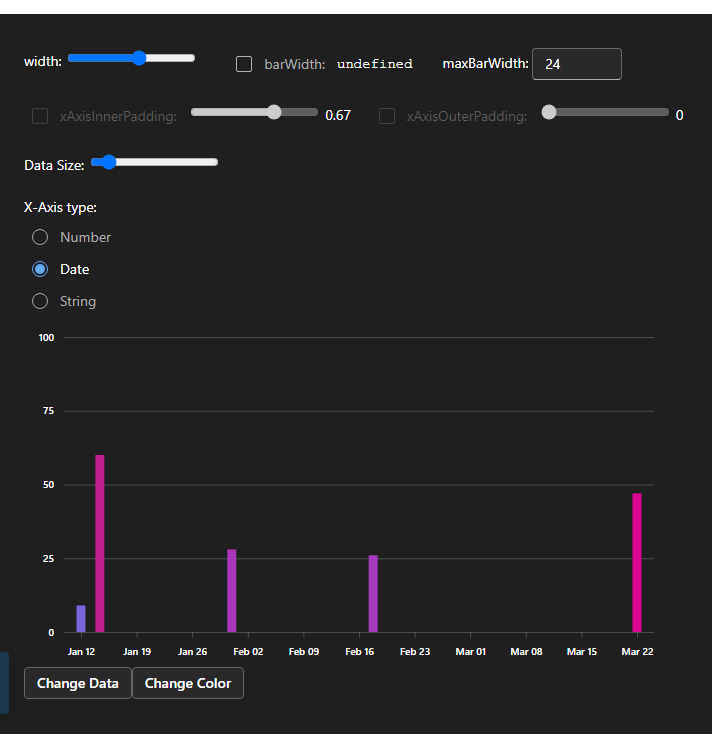 width: barWidth: undefined maxBarWidth: 24
xAxisInnerPadding: 0.67 xAxisOuterPadding: 0
Data Size:
X-Axis type:
Number
Date
String
100
75
50
25
0
Jan 12 Jan 19 Jan 26 Feb 02 Feb 09 Feb 16 Feb 23 Mar 01 Mar 08 Mar 15 Mar 22
Change Data Change Color